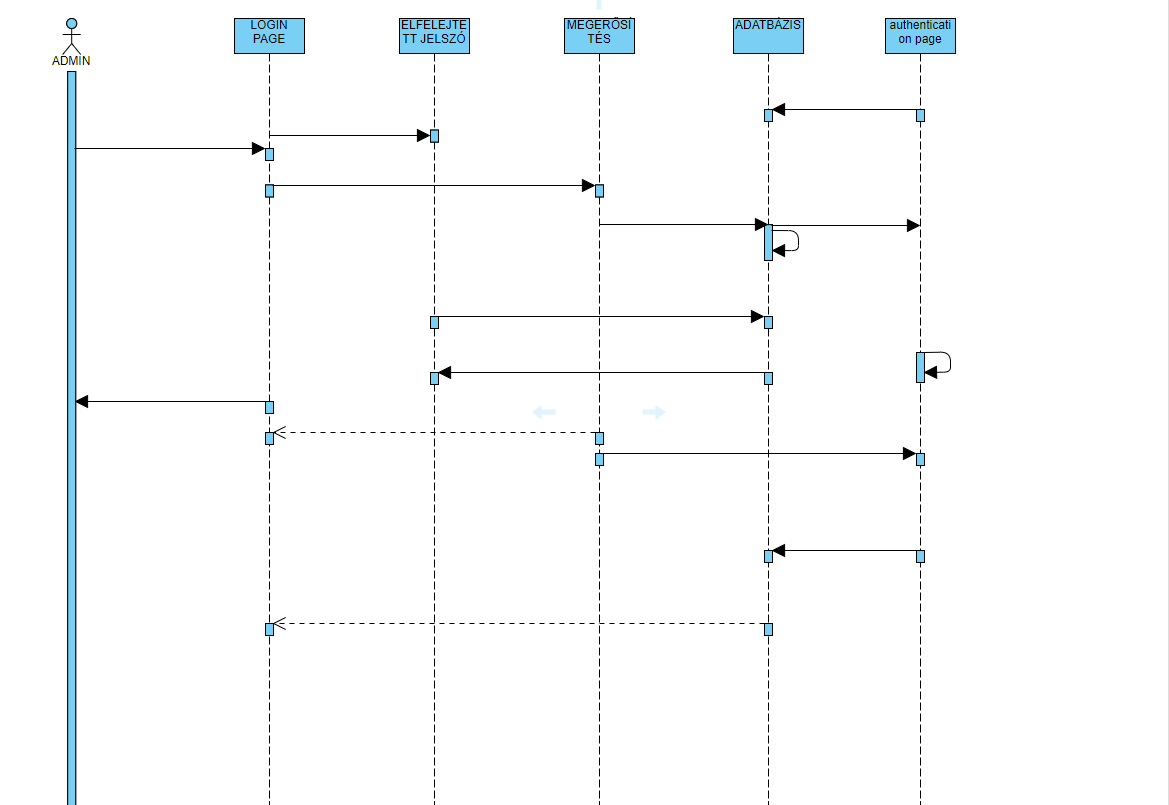 ADMIN
LOGIN
PAGE
ELFELEJTE
TT JELSZÓ
MEGERŐSÍ
TÉS
ADATBÁZIS
authenticati
on page